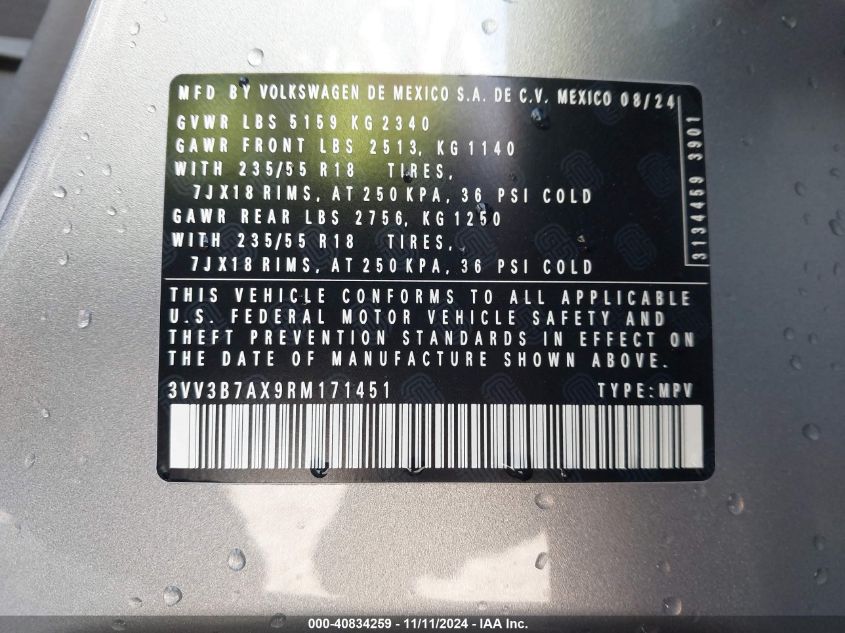 MFD BY VOLKSWAGEN DE MEXICO S.A. DE C.V. MEXICO 08/24
GVWR LBS 5159 KG 2340
GAWR FRONT LBS 2513, KG 1140
WITH 235/55 R18 TIRES,
7JX18 RIMS, AT 250 KPA, 36 PSI COLD
GAWR REAR LBS 2756, KG 1250
WITH 235/55 R18 TIRES,
7JX18 RIMS, AT 250 KPA, 36 PSI COLD
3134459 3901
THIS VEHICLE CONFORMS TO ALL APPLICABLE
U.S. FEDERAL MOTOR VEHICLE SAFETY AND
THEFT PREVENTION STANDARDS IN EFFECT ON
THE DATE OF MANUFACTURE SHOWN ABOVE.
3VV3B7AX9RM171451 TYPE:MPV
000-40834259 - 11/11/2024 - IAA Inc.